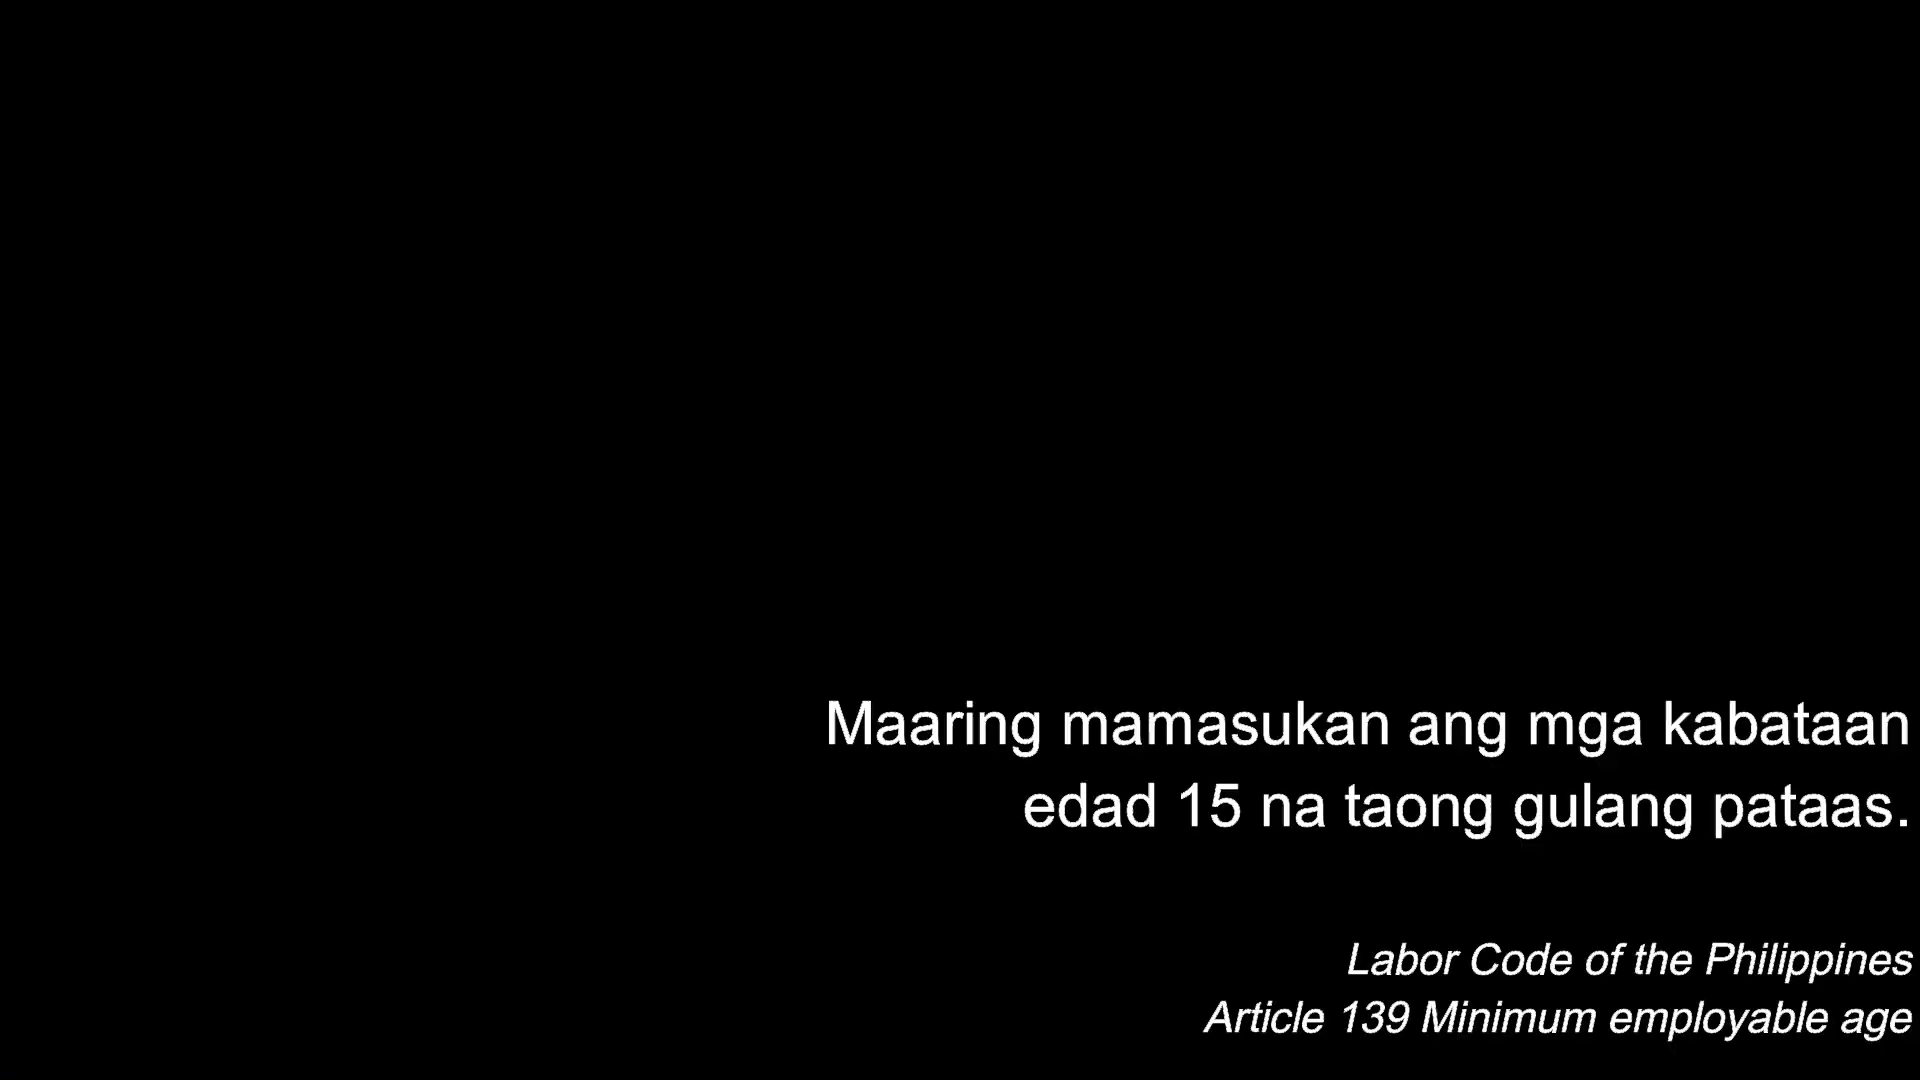 Maaring mamasukan ang mga kabataan
edad 15 na taong gulang pataas.
Labor Code of the Philippines
Article 139 Minimum employable age